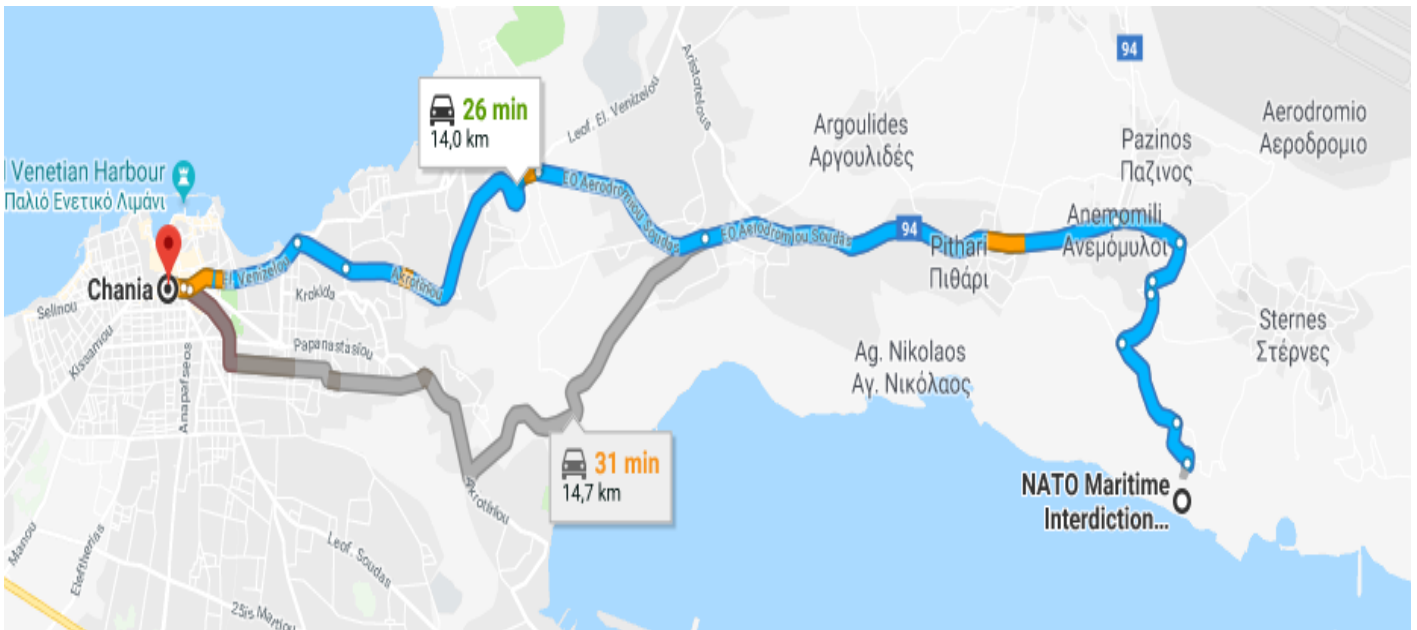 94
26 min
14,0 km
Leof. El. Venizelou
Aristotelous
Argoulides
Αργουλιδές
Pazinos
Παζινος
Aerodromio
Αεροδρομιο
l Venetian Harbour
Παλιό Ενετικό Λιμάνι
EO Aerodromiou Soudas
EO Aerodromiou Soudas
94
Anemomili
Ανεμόμυλοι
Pithari
Πιθάρι
El Venizelou
Akrotiriou
Chania
Krokida
Selinou
Kissamou
Papanastasiou
Anapafseos
Ag. Nikolaos
Αγ. Νικόλαος
Sternes
Στέρνες
31 min
14,7 km
Akrotiriou
NATO Maritime
Interdiction...
Manou
Eleftherias
Leof. Soudas
25is Martiou